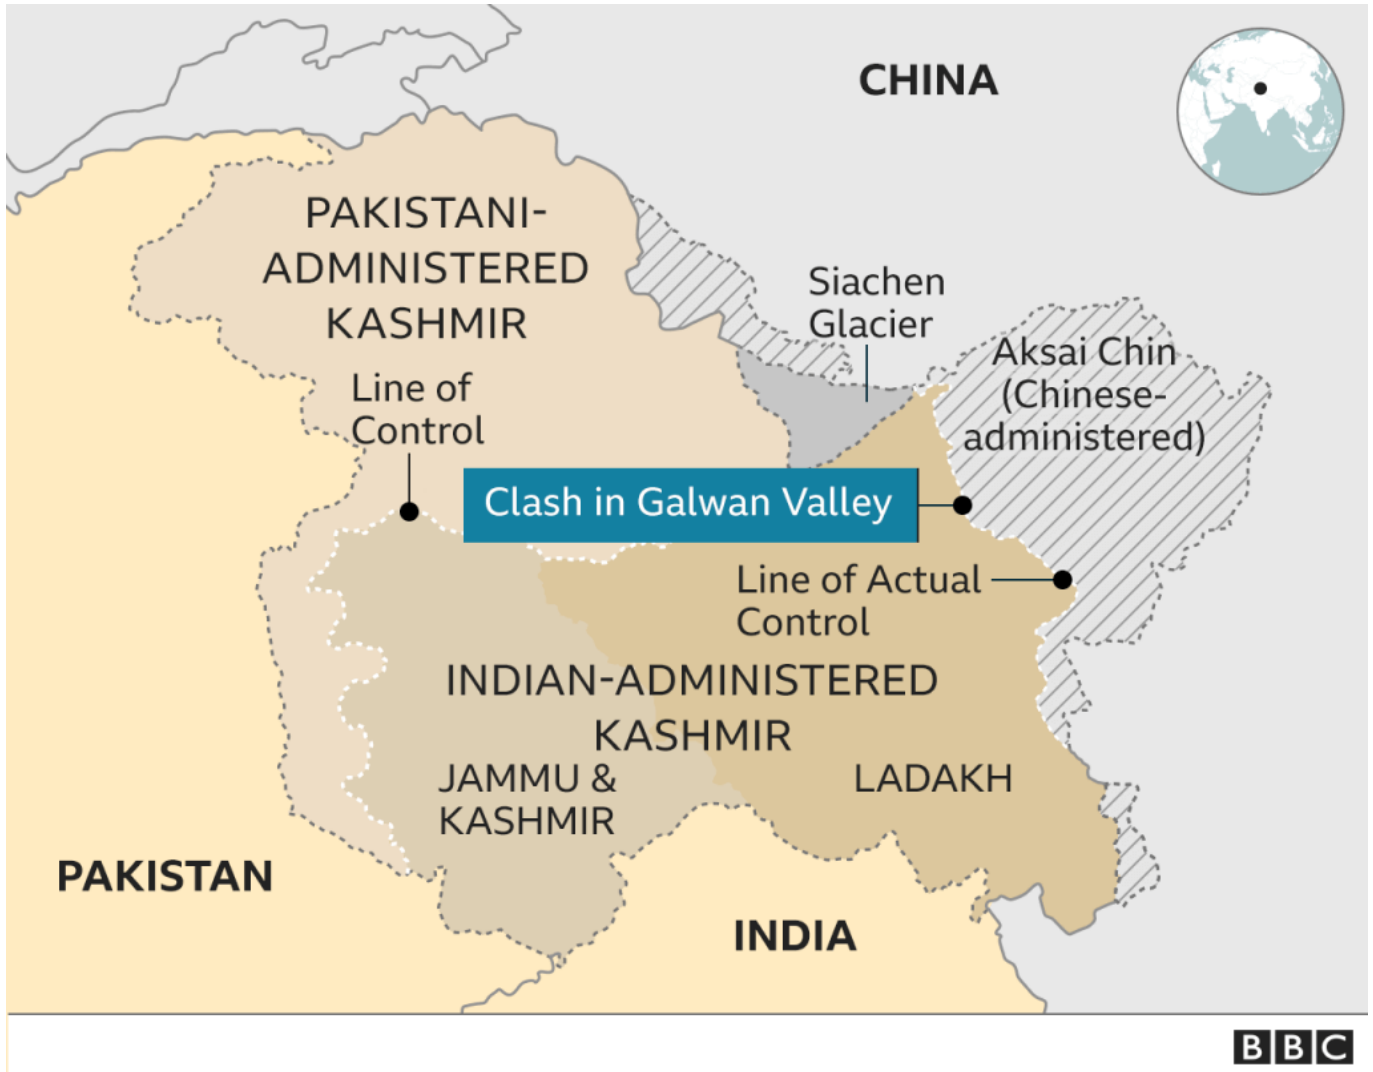 CHINA
PAKISTANI-
ADMINISTERED
KASHMIR
Siachen
Glacier
Aksai Chin
(Chinese-
administered)
Line of
Control
Clash in Galwan Valley
Line of Actual
Control
INDIAN-ADMINISTERED
KASHMIR
JAMMU &
KASHMIR
LADAKH
PAKISTAN
INDIA
BBC